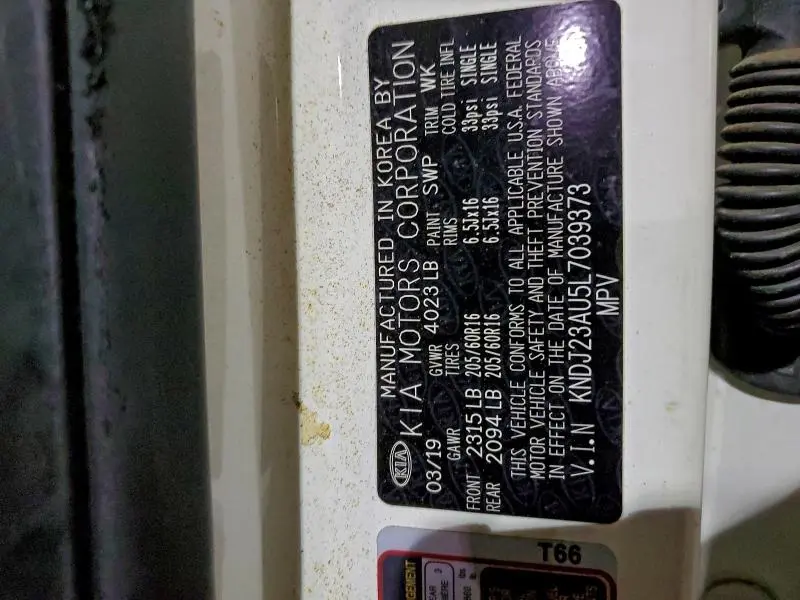 KIA
MANUFACTURED IN KOREA BY
KIA MOTORS CORPORATION
03/19 GVWR 4023 LB PAINT SWP TRIM WK
GAWR TIRES RIMS COLD TIRE INFL
FRONT 2315 LB 205/60R16 6.5Jx16 33psi SINGLE
REAR 2094 LB 205/60R16 6.5Jx16 33psi SINGLE
THIS VEHICLE CONFORMS TO ALL APPLICABLE U.S.A. FEDERAL
MOTOR VEHICLE SAFETY AND THEFT PREVENTION STANDARDS
IN EFFECT ON THE DATE OF MANUFACTURE SHOWN ABOVE
V.I.N KNDJ23AU5L7039373
MPV
T66